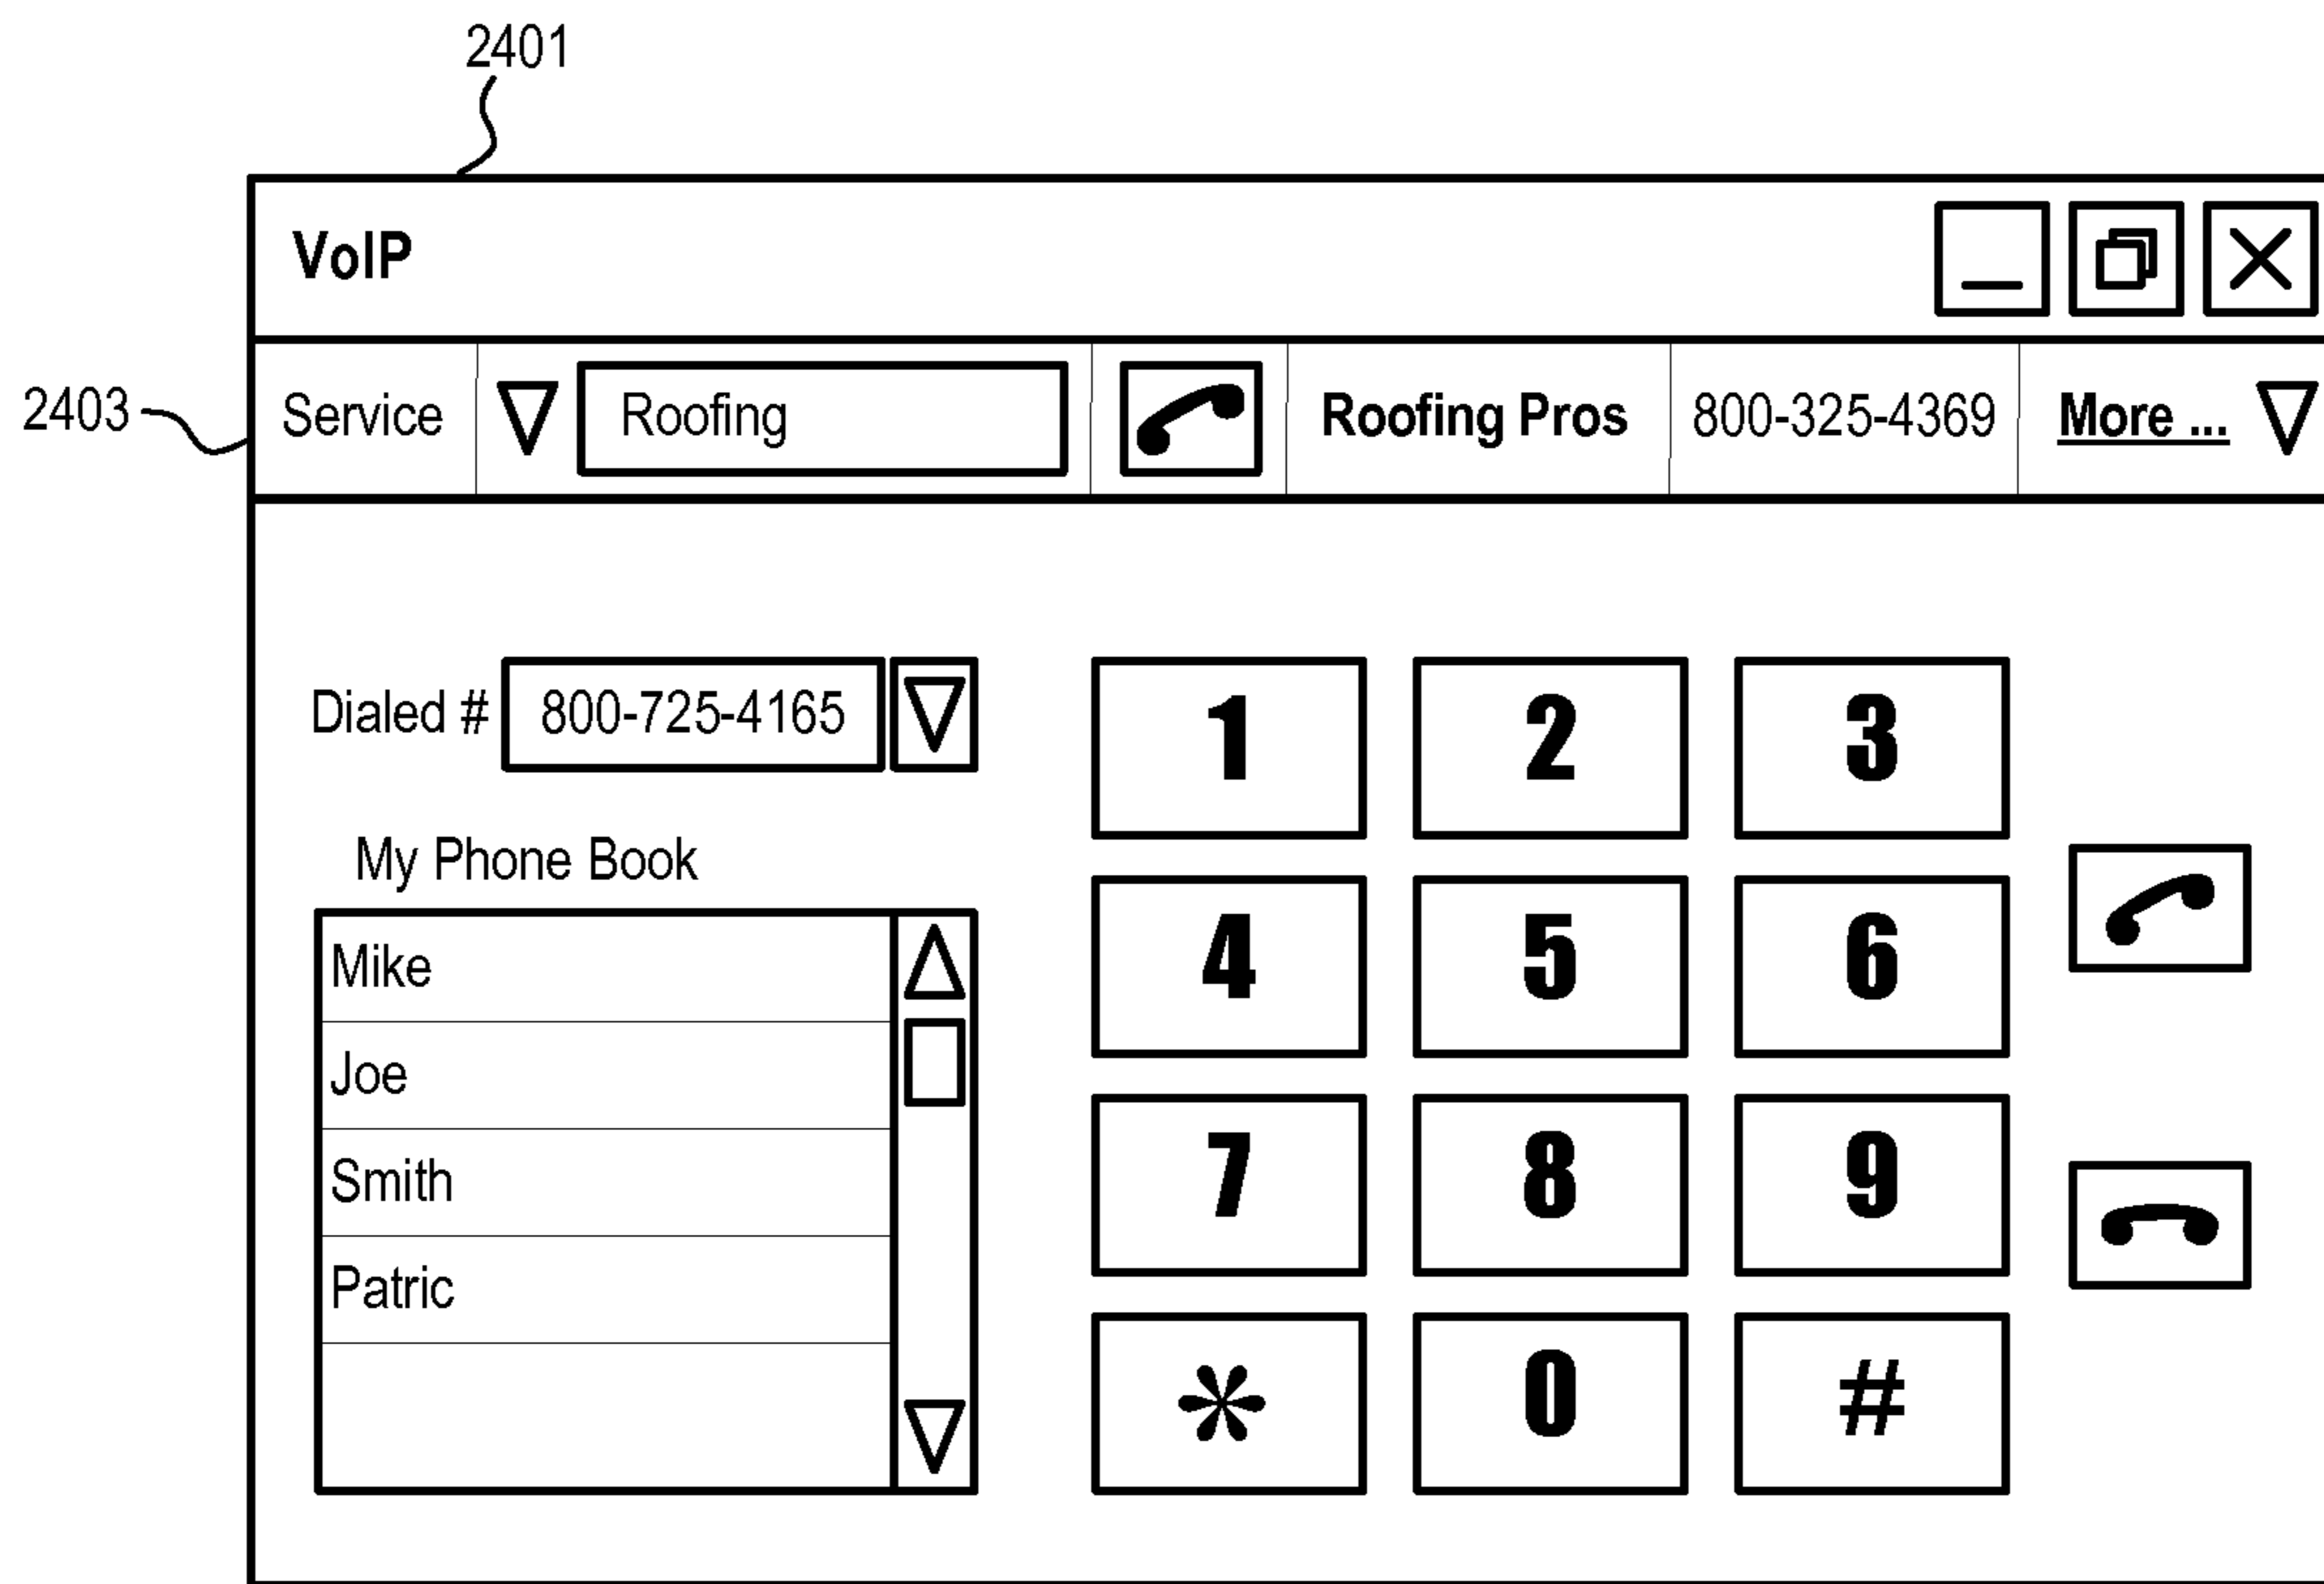 2401
VoIP
2403
Service Roofing Roofing Pros 800-325-4369 More ...
Dialed # 800-725-4165
1 2 3
My Phone Book
Mike
4 5 6
Joe
Smith
7 8 9
Patric
* 0 #